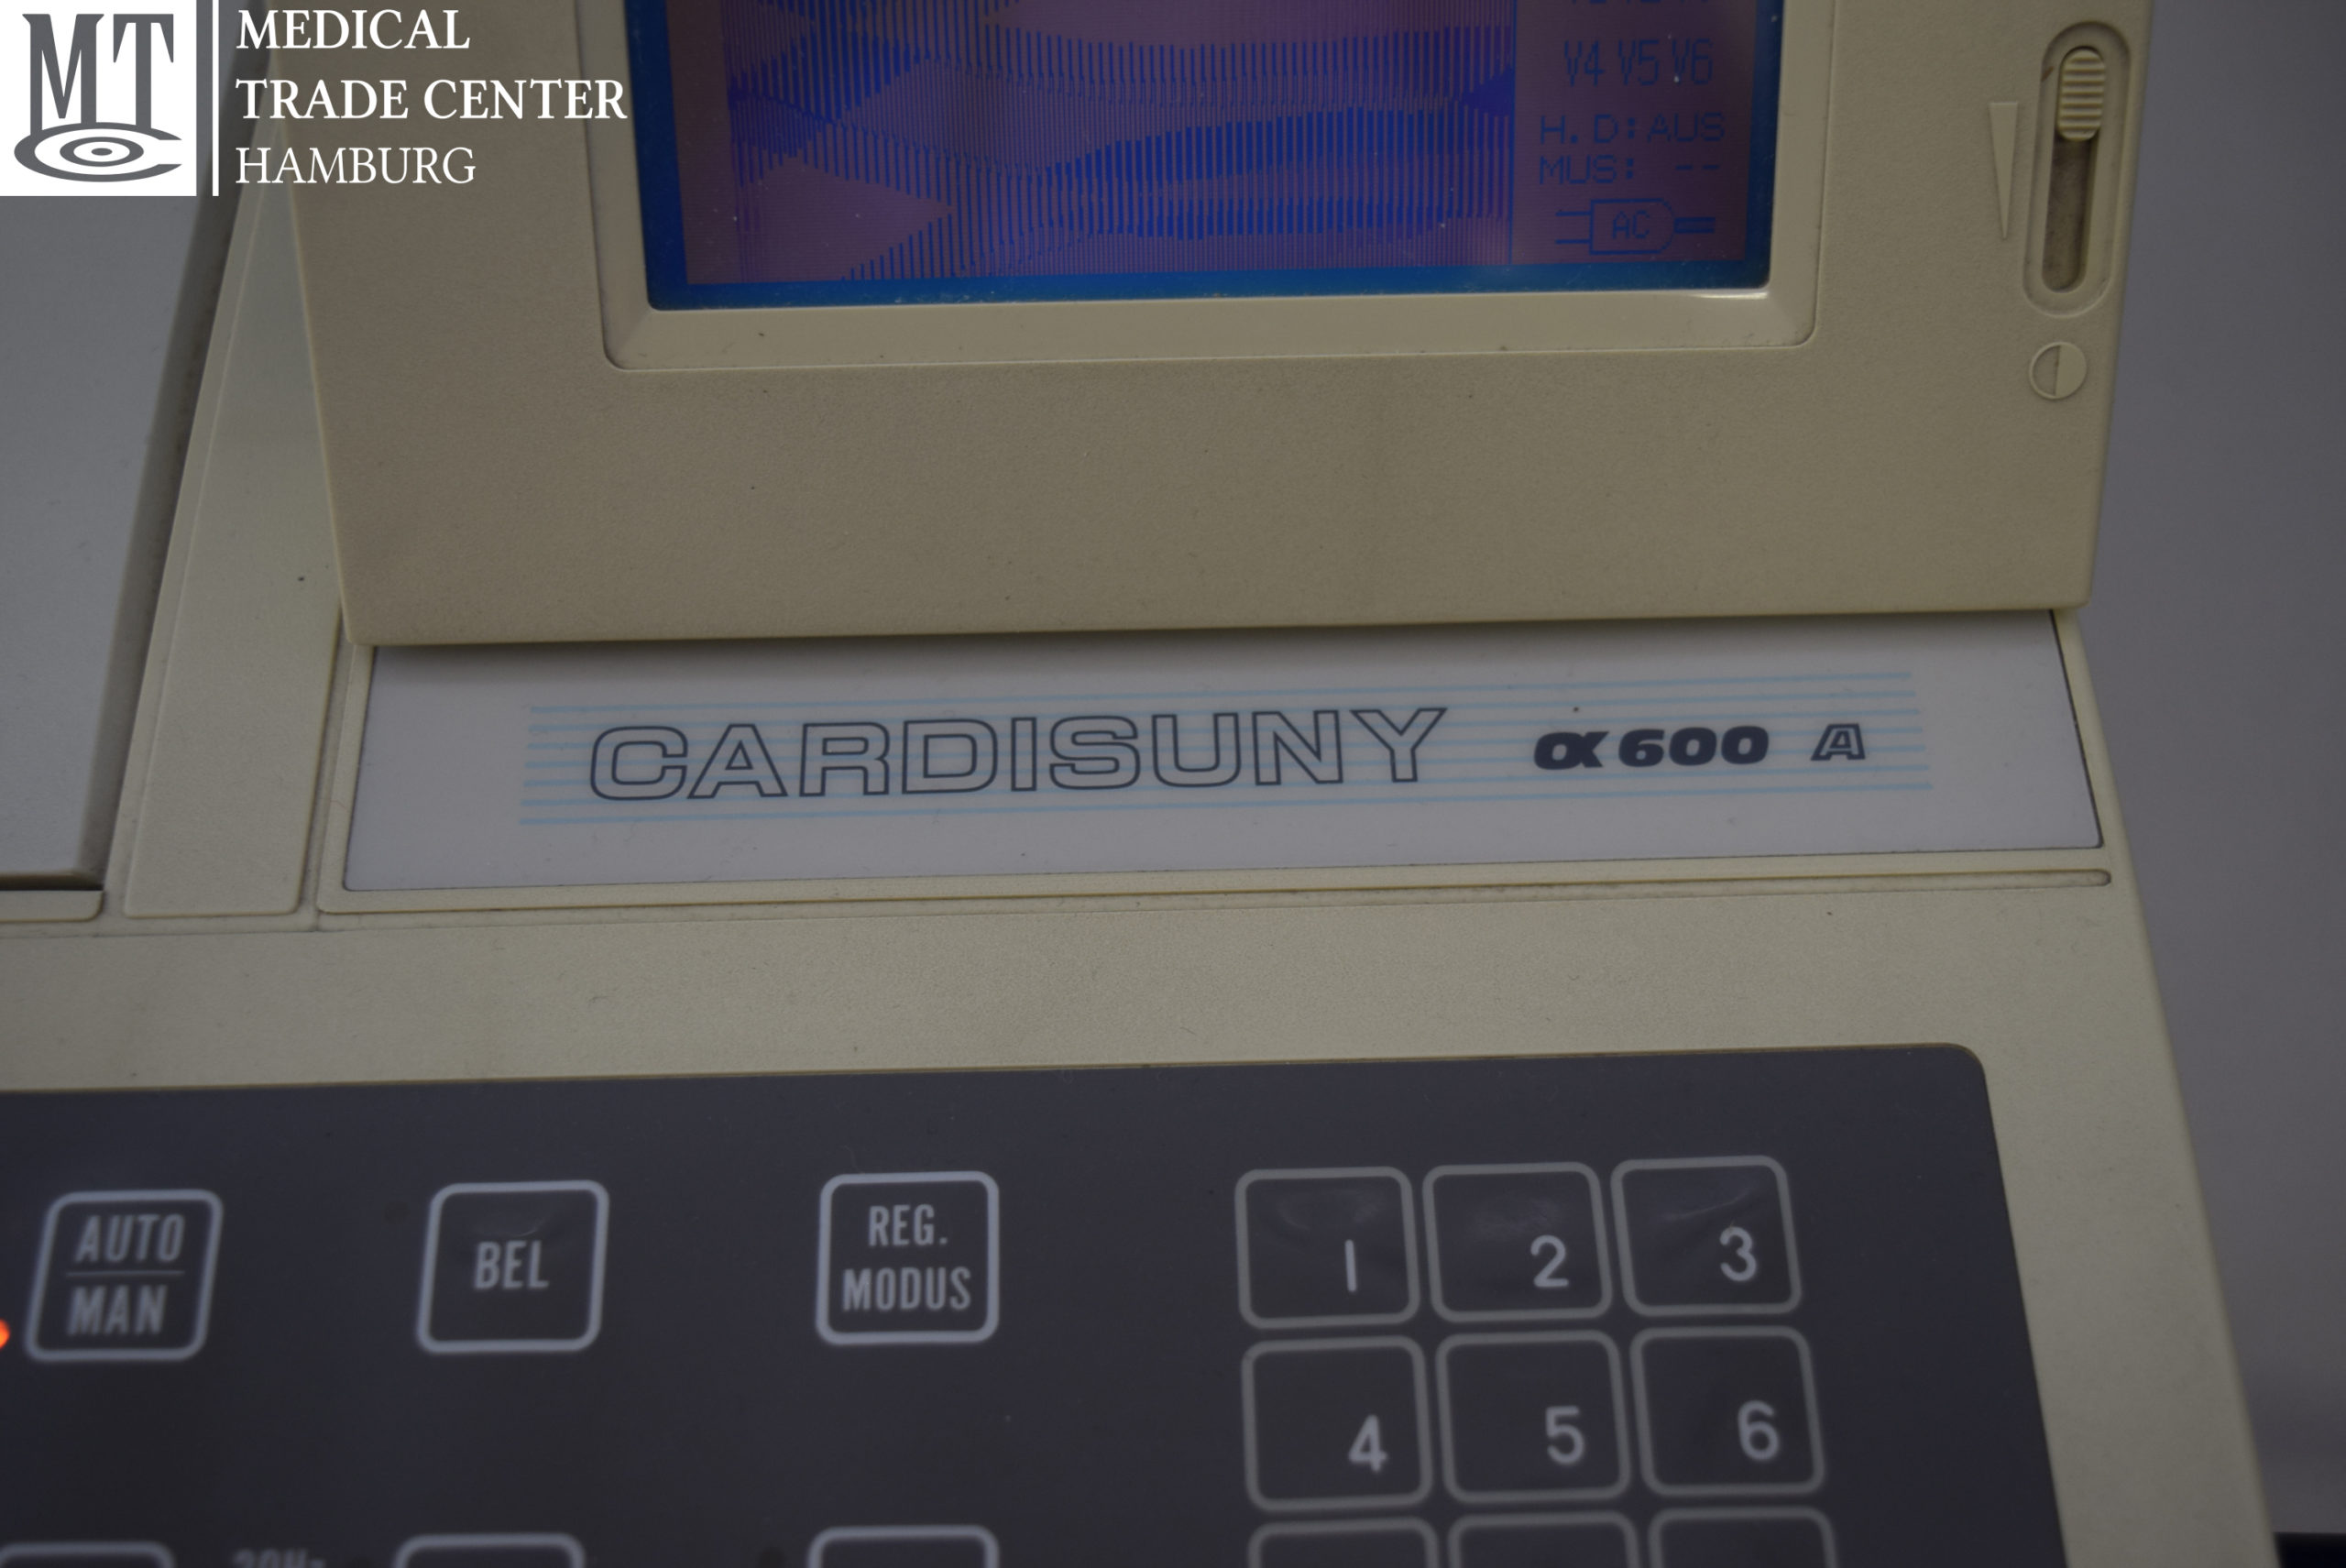 MTC
MEDICAL
TRADE CENTER
HAMBURG
V4 V5 V6
H.D:AUS
MUS: --
AC
CARDISUNY α600 A
AUTO
MAN
BEL
REG.
MODUS
1 2 3
4 5 6